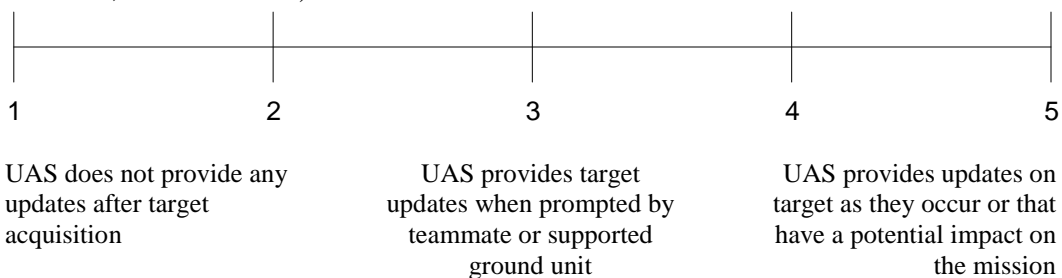 1 2 3 4 5
UAS does not provide any
updates after target
acquisition
UAS provides target
updates when prompted by
teammate or supported
ground unit
UAS provides updates on
target as they occur or that
have a potential impact on
the mission